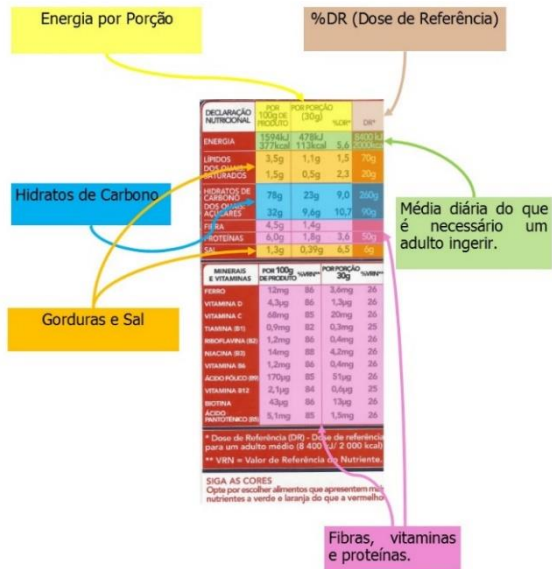 Energia por Porção
%DR (Dose de Referência)
DECLARAÇÃO NUTRICIONAL POR 100g DE PRODUTO POR PORÇÃO (30g) %DR* DR*
ENERGIA 1594kJ 377kcal 478kJ 113kcal 5,6 8400 kJ 2000kcal
LÍPIDOS 3,5g 1,1g 1,5 70g
DOS QUAIS SATURADOS 1,5g 0,5g 2,3 20g
HIDRATOS DE CARBONO 78g 23g 9,0 260g
DOS QUAIS AÇÚCARES 32g 9,6g 10,7 90g
FIBRA 4,5g 1,4g
PROTEÍNAS 6,0g 1,8g 3,6 50g
SAL 1,3g 0,39g 6,5 6g
Hidratos de Carbono
Média diária do que
é necessário um
adulto ingerir.
Gorduras e Sal
MINERAIS E VITAMINAS POR 100g DE PRODUTO %VRN** POR PORÇÃO 30g %VRN**
FERRO 12mg 86 3,6mg 26
VITAMINA D 4,3µg 86 1,3µg 26
VITAMINA C 68mg 85 20mg 26
TIAMINA (B1) 0,9mg 82 0,3mg 25
RIBOFLAVINA (B2) 1,2mg 86 0,4mg 26
NIACINA (B3) 14mg 88 4,2mg 26
VITAMINA B6 1,2mg 86 0,4mg 26
ÁCIDO FÓLICO (B9) 170µg 85 51µg 26
VITAMINA B12 2,1µg 84 0,6µg 25
BIOTINA 43µg 86 13µg 26
ÁCIDO PANTOTÉNICO (B5) 5,1mg 85 1,5mg 26
* Dose de Referência (DR) - Dose de referência
para um adulto médio (8 400 kJ/ 2 000 kcal)
** VRN = Valor de Referência do Nutriente.
SIGA AS CORES
Opte por escolher alimentos que apresentem
nutrientes a verde e laranja do que a vermelho
Fibras, vitaminas
e proteínas.